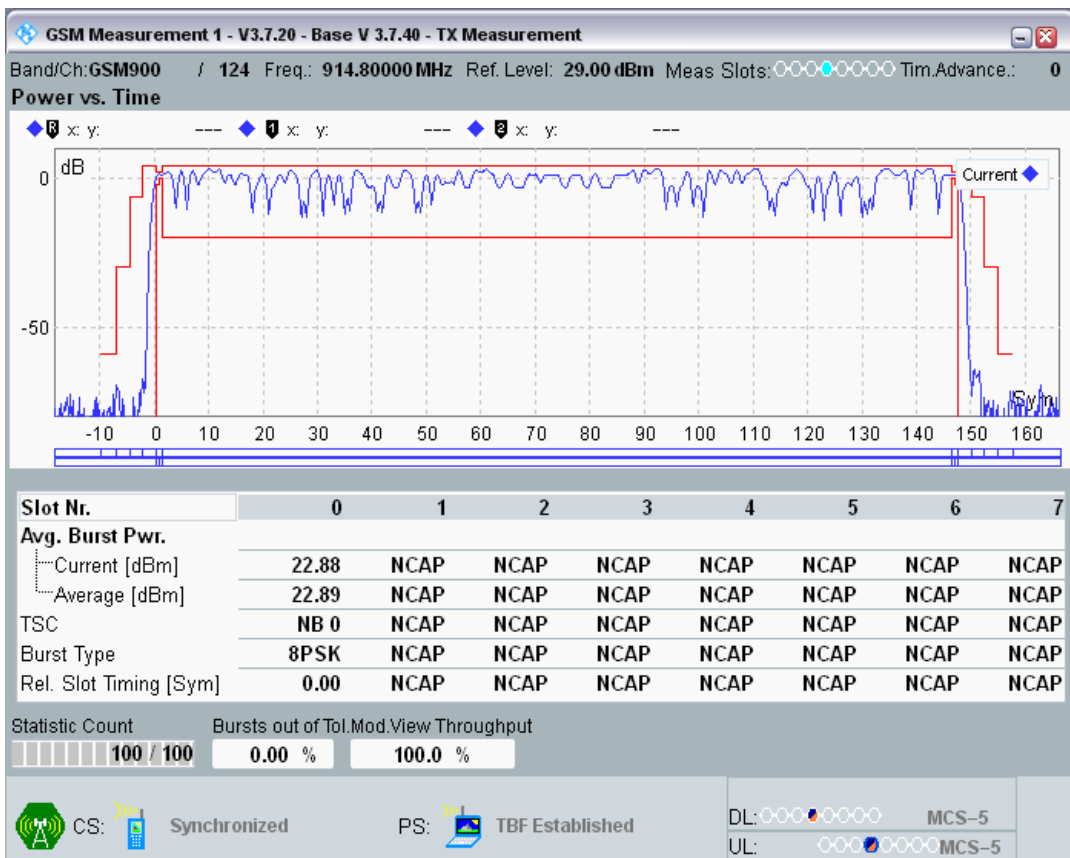 GSM Measurement 1 - V3.7.20 - Base V 3.7.40 - TX Measurement
Band/Ch:GSM900 / 124 Freq.: 914.80000 MHz Ref. Level: 29.00 dBm Meas Slots: Tim.Advance.: 0
Power vs. Time
R x: y: --- 1 x: y: --- 2 x: y: ---
dB
Current
0
-50
Sym
-10 0 10 20 30 40 50 60 70 80 90 100 110 120 130 140 150 160
Slot Nr. 0 1 2 3 4 5 6 7
Avg. Burst Pwr.
Current [dBm] 22.88 NCAP NCAP NCAP NCAP NCAP NCAP NCAP
Average [dBm] 22.89 NCAP NCAP NCAP NCAP NCAP NCAP NCAP
TSC NB 0 NCAP NCAP NCAP NCAP NCAP NCAP NCAP
Burst Type 8PSK NCAP NCAP NCAP NCAP NCAP NCAP NCAP
Rel. Slot Timing [Sym] 0.00 NCAP NCAP NCAP NCAP NCAP NCAP NCAP
Statistic Count Bursts out of Tol.Mod.View Throughput
100 / 100 0.00 % 100.0 %
CS: Synchronized PS: TBF Established DL: MCS-5
UL: MCS-5